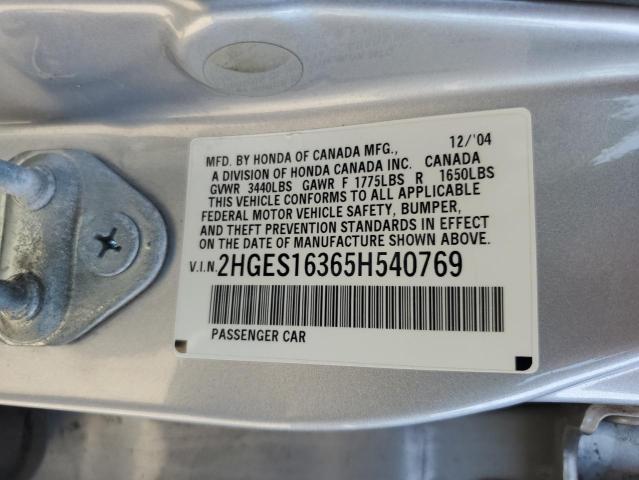 MFD. BY HONDA OF CANADA MFG., 12/'04
A DIVISION OF HONDA CANADA INC. CANADA
GVWR 3440LBS GAWR F 1775LBS R 1650LBS
THIS VEHICLE CONFORMS TO ALL APPLICABLE
FEDERAL MOTOR VEHICLE SAFETY, BUMPER,
AND THEFT PREVENTION STANDARDS IN EFFECT
ON THE DATE OF MANUFACTURE SHOWN ABOVE.
V.I.N. 2HGES16365H540769
PASSENGER CAR